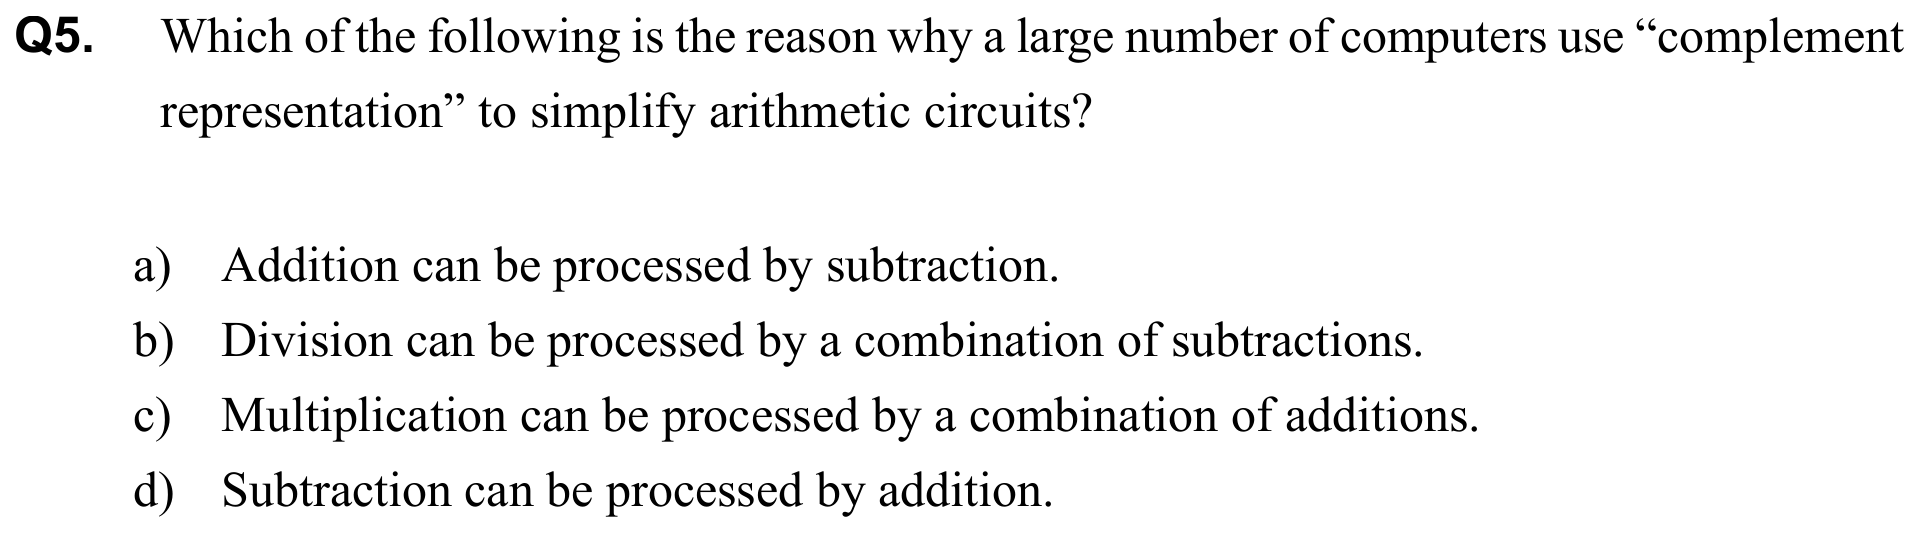 Q5. Which of the following is the reason why a large number of computers use “complement
representation” to simplify arithmetic circuits?
a) Addition can be processed by subtraction.
b) Division can be processed by a combination of subtractions.
c) Multiplication can be processed by a combination of additions.
d) Subtraction can be processed by addition.